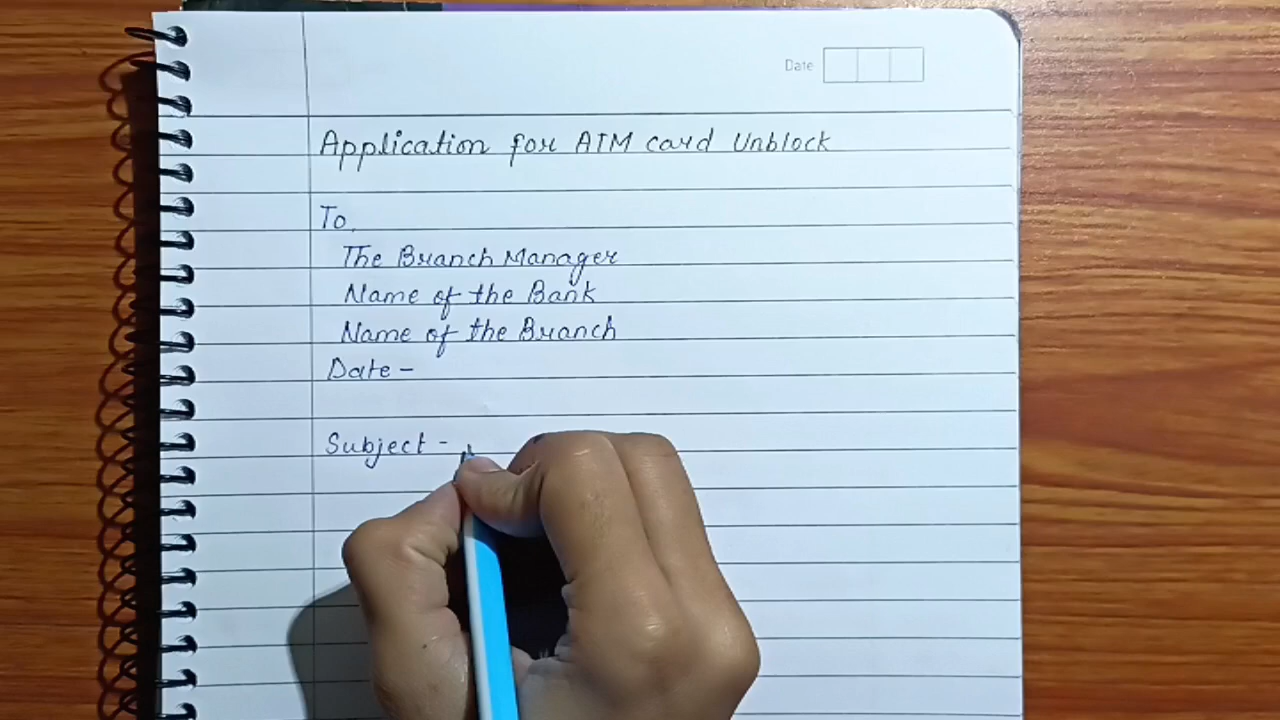 Date
Application for ATM card Unblock
To,
The Branch Manager
Name of the Bank
Name of the Branch
Date -
Subject -